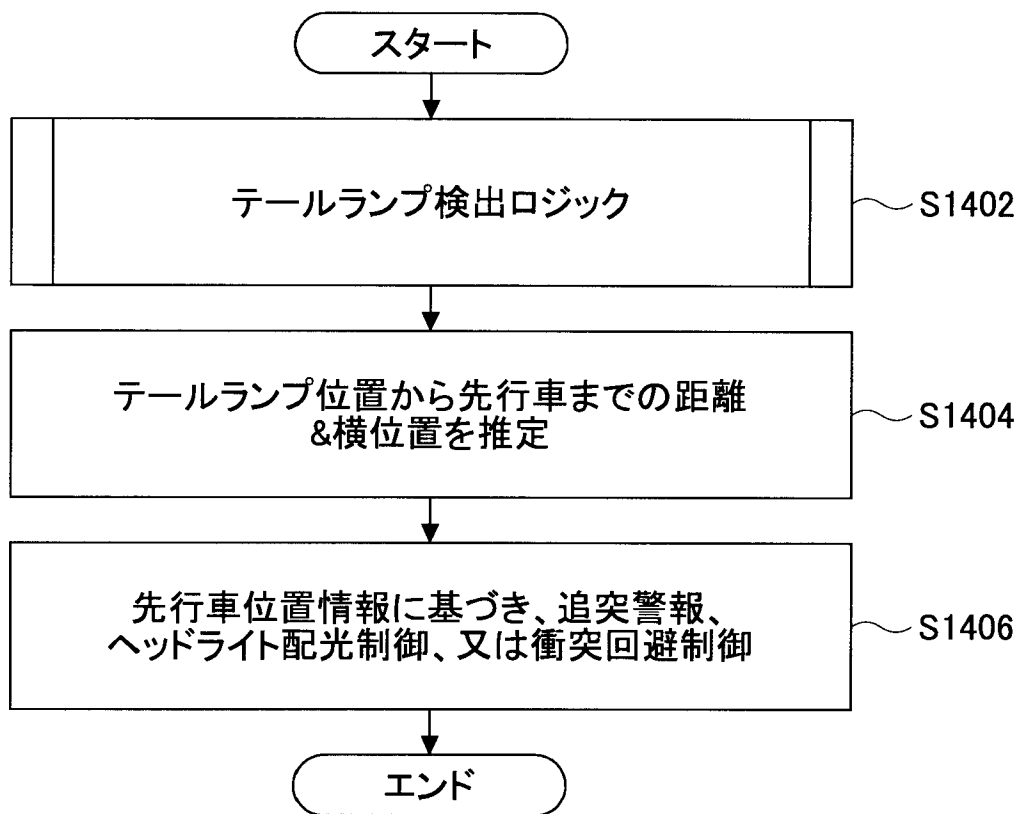 スタート
テールランプ検出ロジック
S1402
テールランプ位置から先行車までの距離
&横位置を推定
S1404
先行車位置情報に基づき、追突警報、
ヘッドライト配光制御、又は衝突回避制御
S1406
エンド